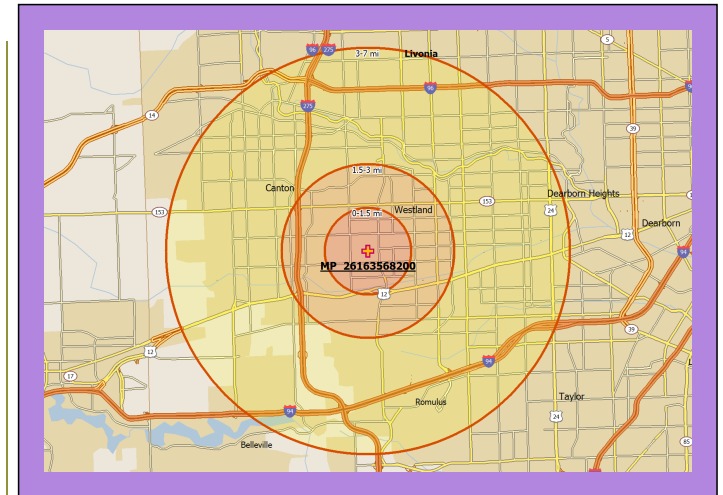 5
96 275
3-7 mi
Livonia
96
275
14
39
1.5-3 mi
Canton
Dearborn Heights
153
0-1.5 mi
Westland
153
24
Dearborn
12
94
MP 26163568200
12
39
12
94
17
Romulus
Taylor
94
24
Belleville
85